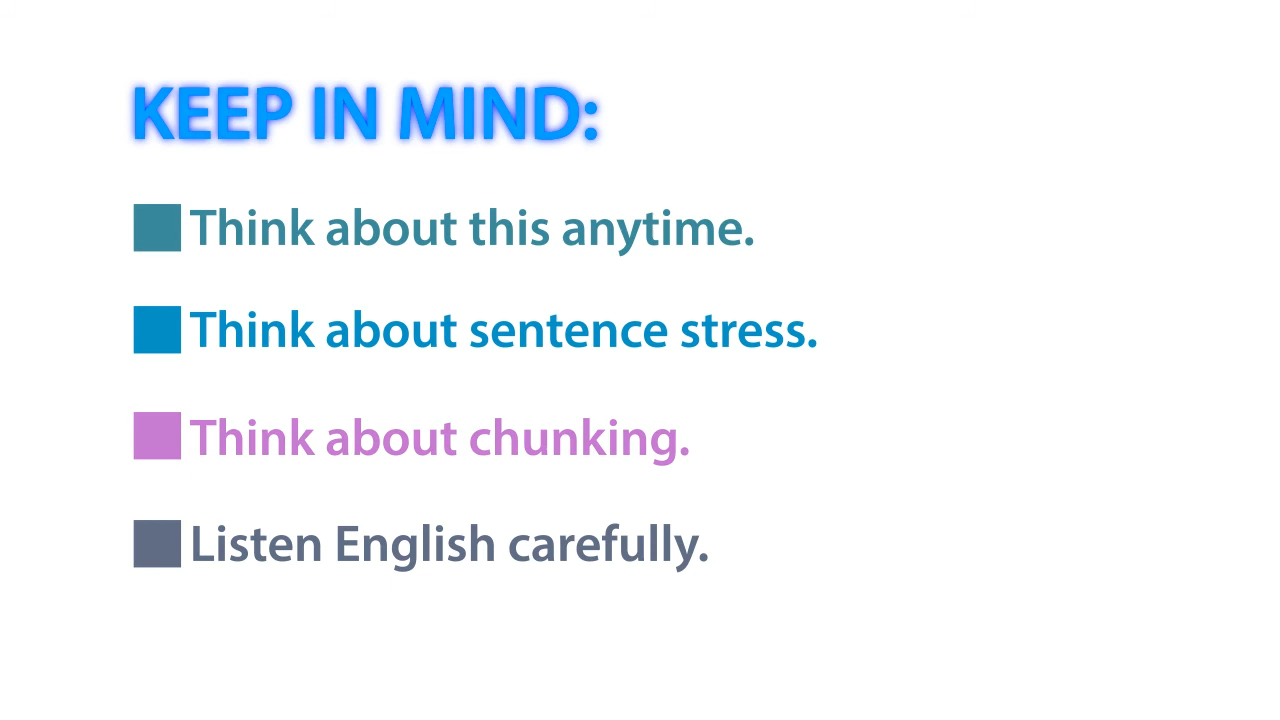 KEEP IN MIND:
Think about this anytime.
Think about sentence stress.
Think about chunking.
Listen English carefully.